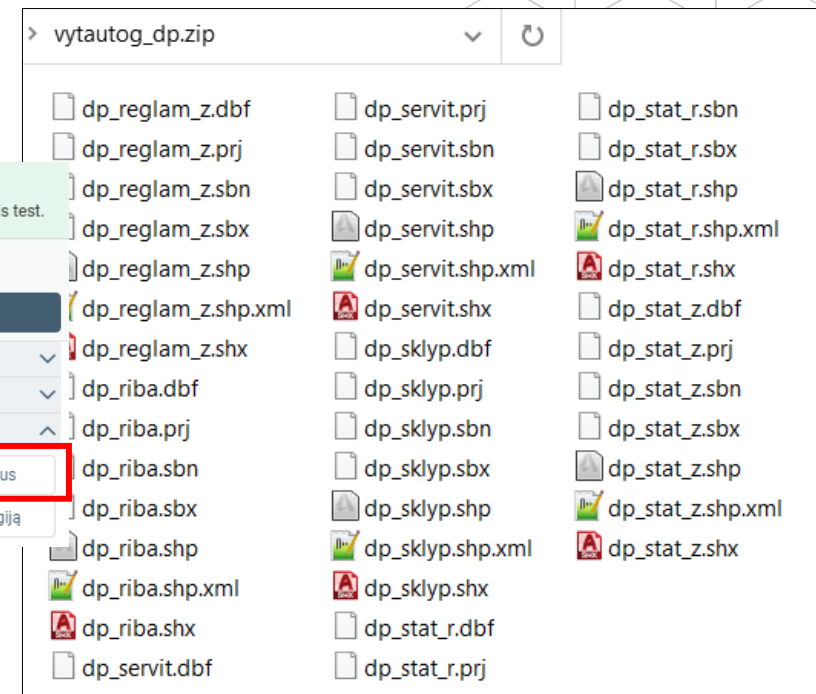 vytautog_dp.zip
dp_reglam_z.dbf
dp_reglam_z.prj
dp_reglam_z.sbn
dp_reglam_z.sbx
dp_reglam_z.shp
dp_reglam_z.shp.xml
dp_reglam_z.shx
dp_riba.dbf
dp_riba.prj
dp_riba.sbn
dp_riba.sbx
dp_riba.shp
dp_riba.shp.xml
dp_riba.shx
dp_servit.dbf
dp_servit.prj
dp_servit.sbn
dp_servit.sbx
dp_servit.shp
dp_servit.shp.xml
dp_servit.shx
dp_sklyp.dbf
dp_sklyp.prj
dp_sklyp.sbn
dp_sklyp.sbx
dp_sklyp.shp
dp_sklyp.shp.xml
dp_sklyp.shx
dp_stat_r.dbf
dp_stat_r.prj
dp_stat_r.sbn
dp_stat_r.sbx
dp_stat_r.shp
dp_stat_r.shp.xml
dp_stat_r.shx
dp_stat_z.dbf
dp_stat_z.prj
dp_stat_z.sbn
dp_stat_z.sbx
dp_stat_z.shp
dp_stat_z.shp.xml
dp_stat_z.shx
test.